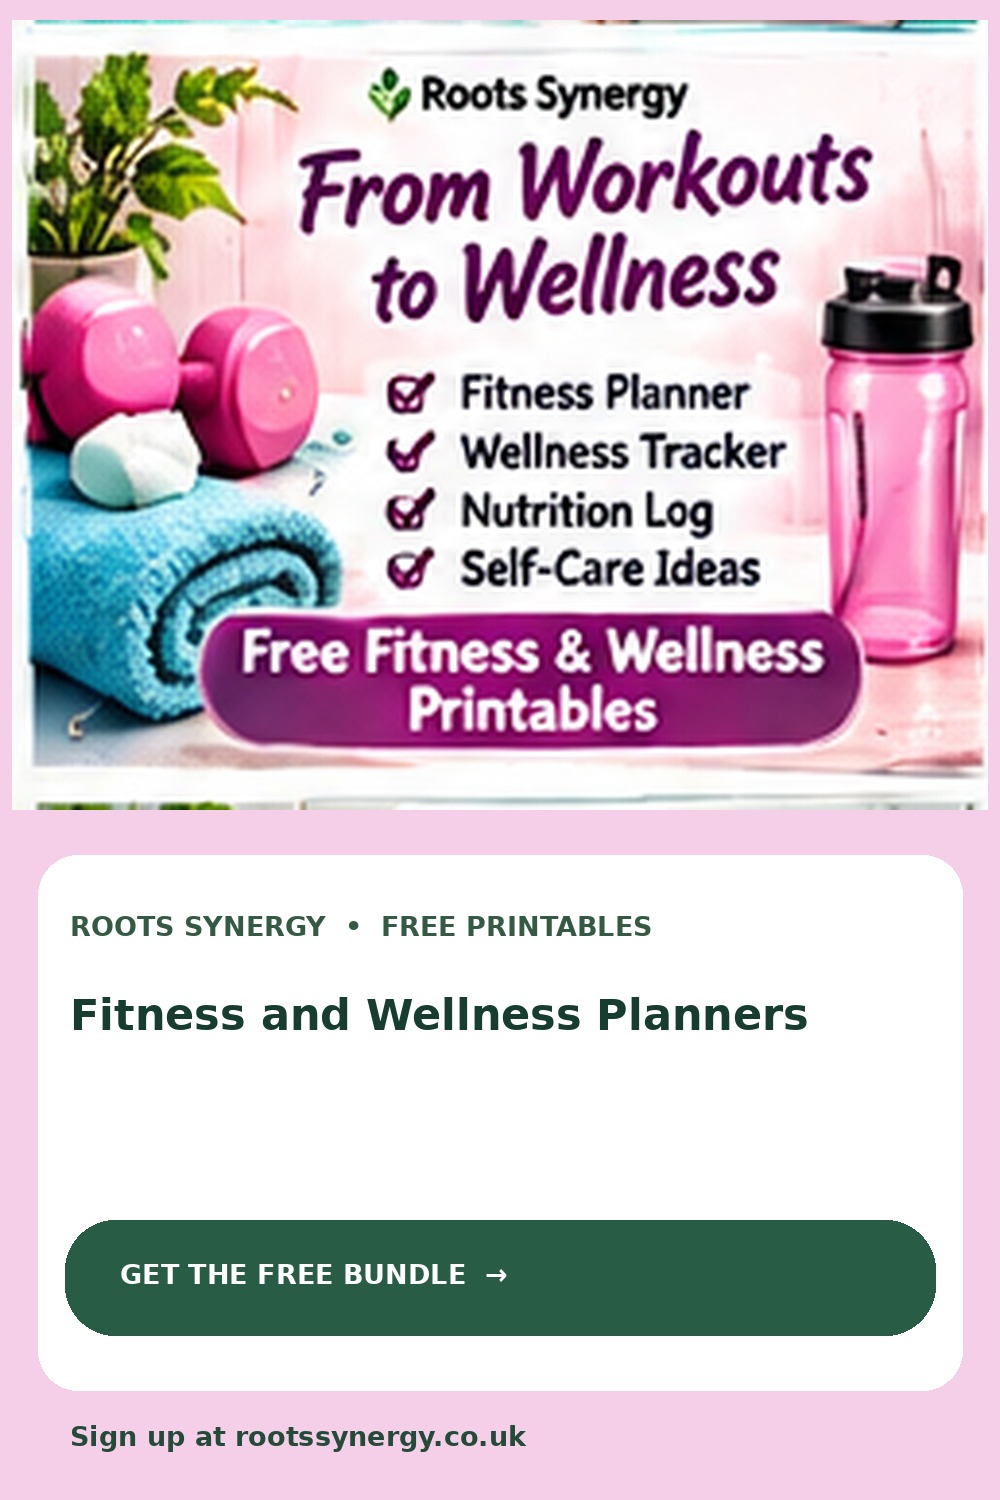 Roots Synergy
From Workouts
to Wellness
Fitness Planner
Wellness Tracker
Nutrition Log
Self-Care Ideas
Free Fitness & Wellness
Printables
ROOTS SYNERGY • FREE PRINTABLES
Fitness and Wellness Planners
GET THE FREE BUNDLE →
Sign up at rootssynergy.co.uk